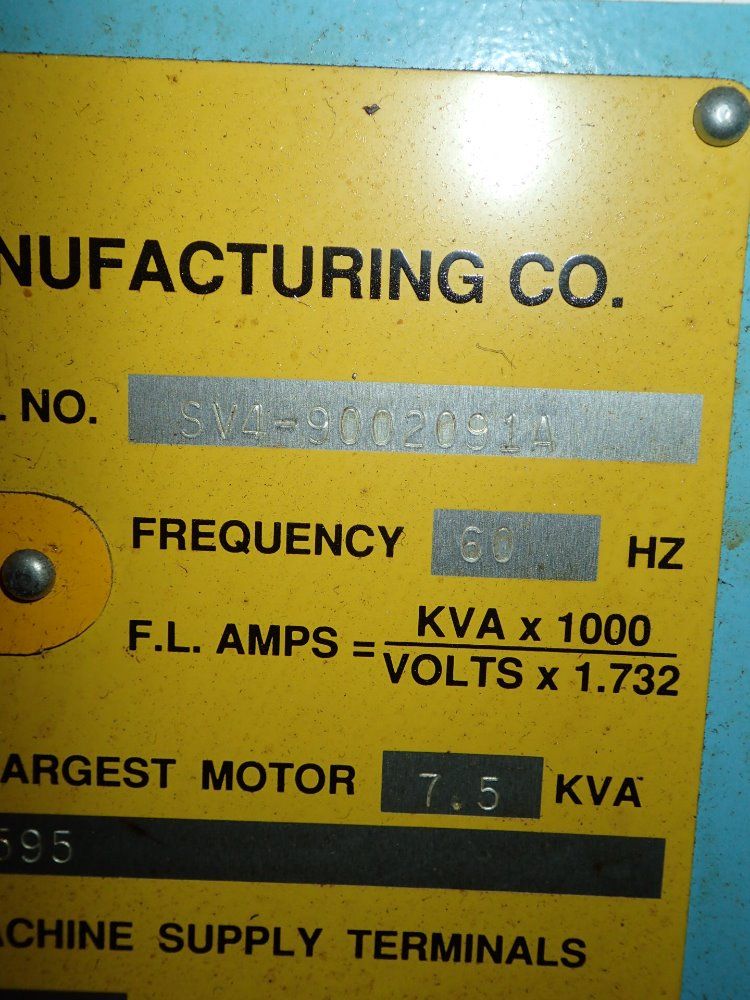 NUFACTURING CO.
NO. SV4-9002091A
FREQUENCY 60 HZ
F.L. AMPS = KVA x 1000
VOLTS x 1.732
ARGEST MOTOR 7.5 KVA
595
ACHINE SUPPLY TERMINALS